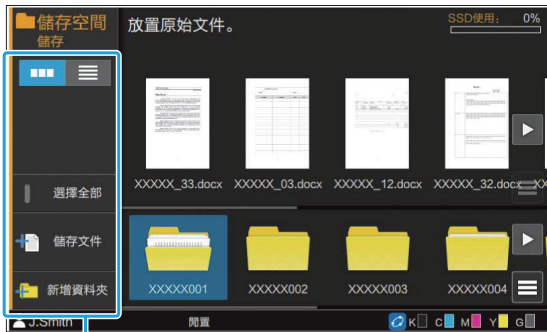 儲存空間
儲存
放置原始文件。
SSD使用： 0%
XXXXX_33.docx XXXXX_03.docx XXXXX_12.docx XXXXX_32.docx
選擇全部
儲存文件
新增資料夾
XXXXX001 XXXXX002 XXXXX003 XXXXX004
J.Smith 閒置 K C M Y G